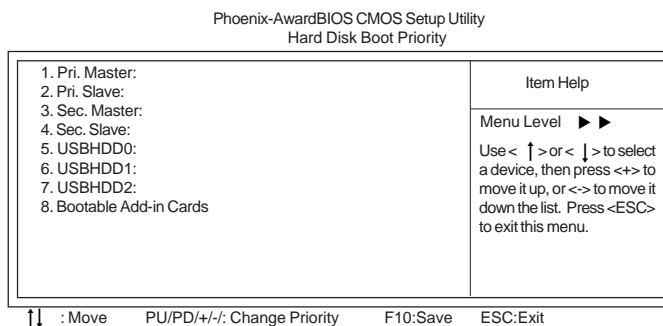 Phoenix-AwardBIOS CMOS Setup Utility
Hard Disk Boot Priority
1. Pri. Master:
2. Pri. Slave:
3. Sec. Master:
4. Sec. Slave:
5. USBHDD0:
6. USBHDD1:
7. USBHDD2:
8. Bootable Add-in Cards
Item Help
Menu Level ▶ ▶
Use < ↑ > or < ↓ > to select
a device, then press <+> to
move it up, or <-> to move it
down the list. Press <ESC>
to exit this menu.
↑↓ : Move PU/PD/+/-/: Change Priority F10:Save ESC:Exit